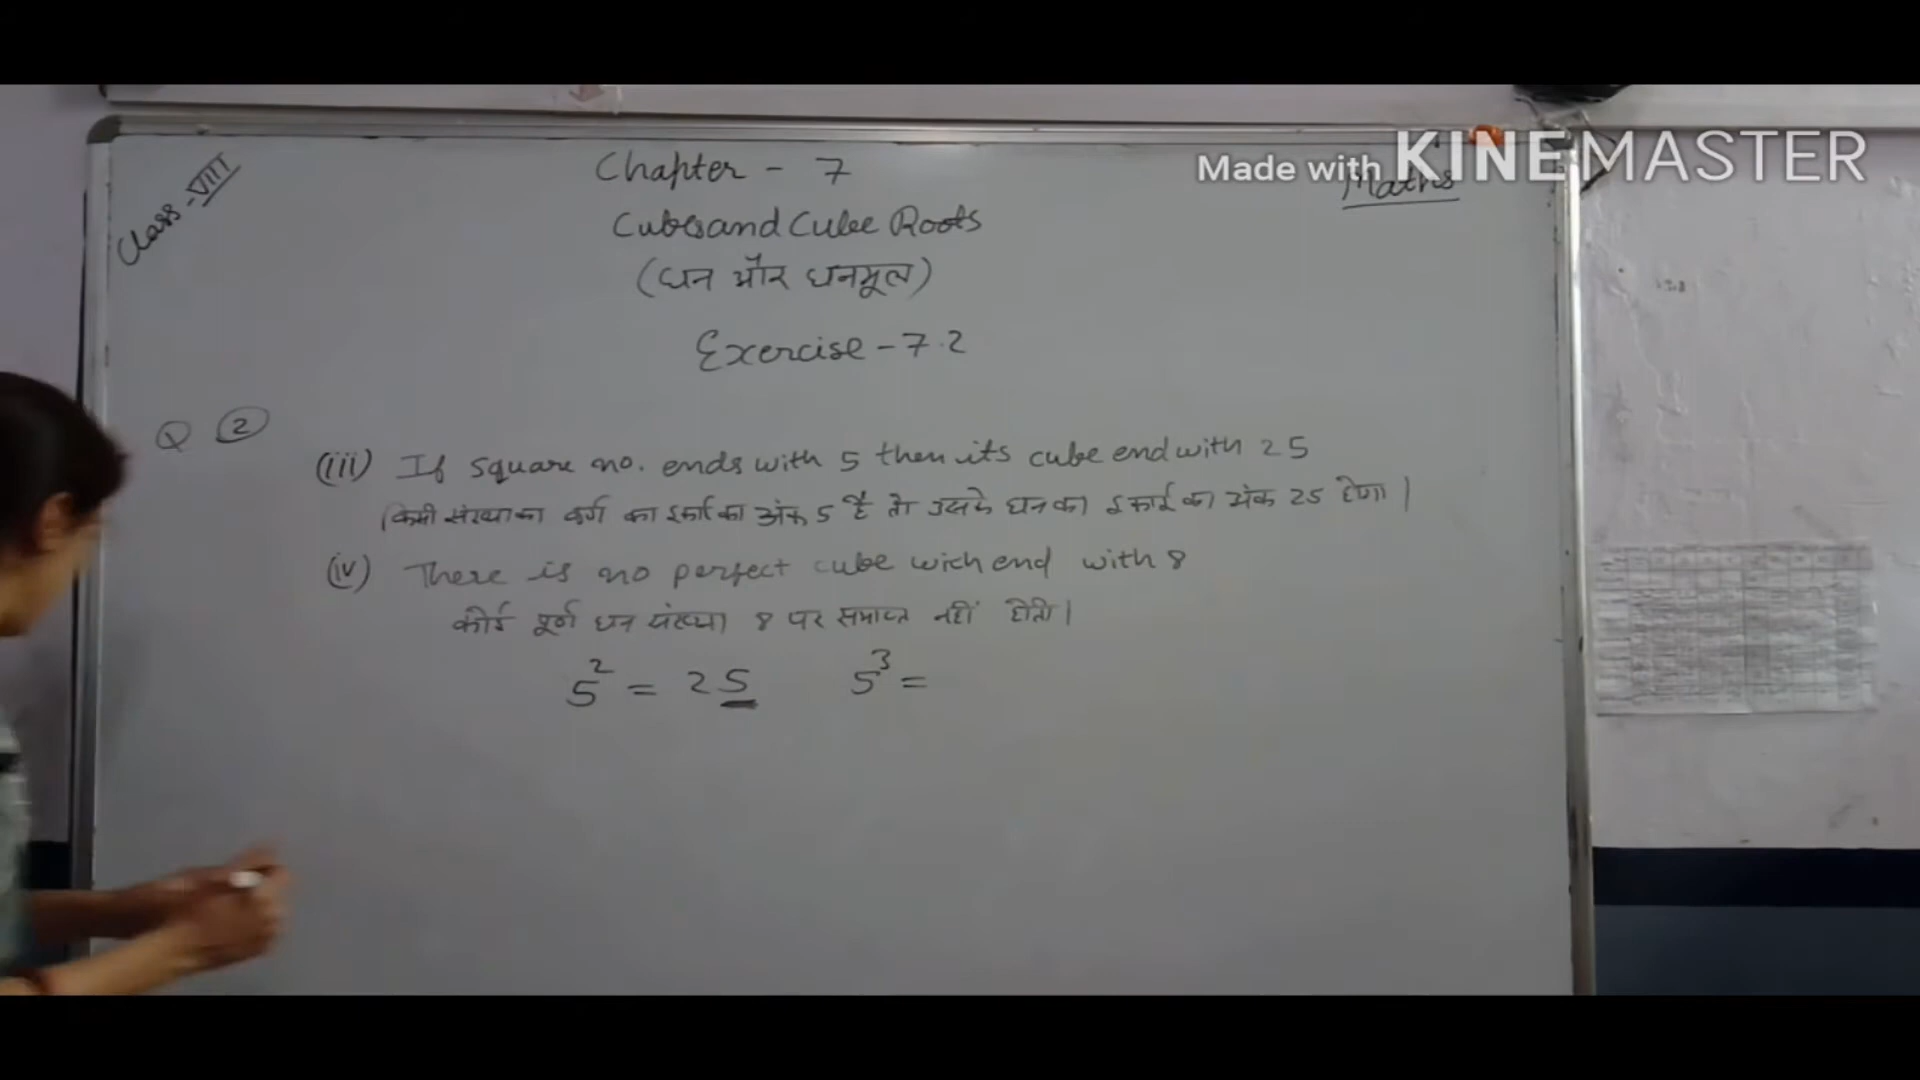 Made with KINEMASTER
Class-VIII
Chapter - 7
Maths
Cubes and Cube Roots
(घन और घनमूल)
Exercise - 7.2
Q 2
(iii) If square no. ends with 5 then its cube end with 25
किसी संख्या का वर्ग का इकाई का अंक 5 है तो उसके घन का इकाई का अंक 25 होगा।
(iv) There is no perfect cube wich end with 8
कोई पूर्ण घन संख्या 8 पर समाप्त नहीं होती।
5² = 25 5³ =